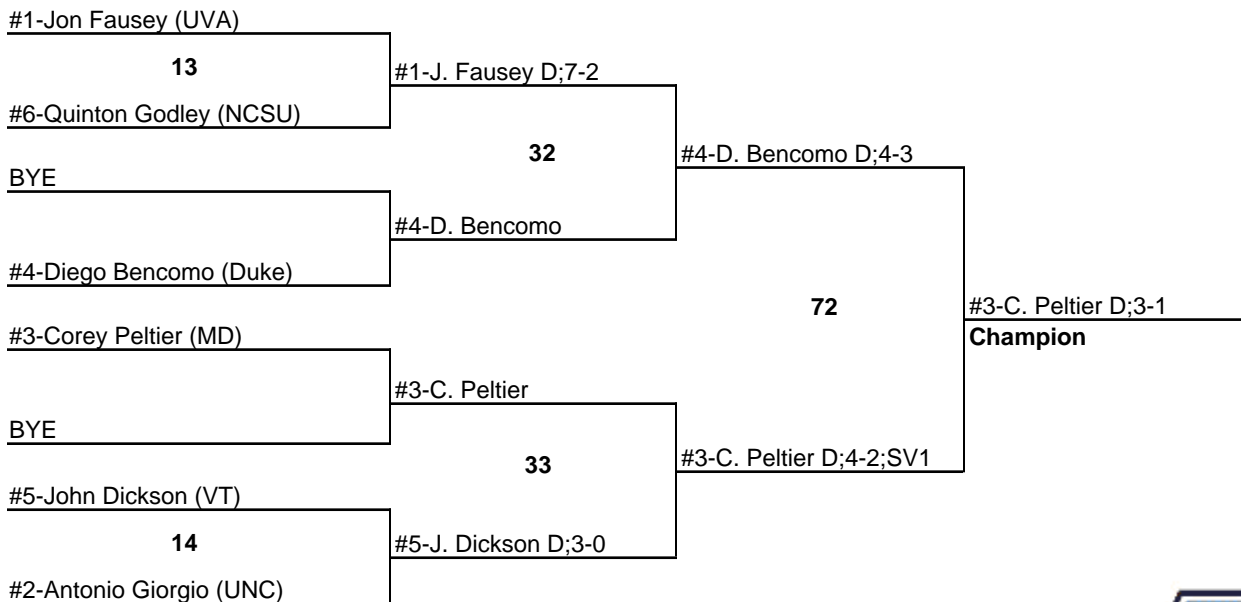 #1-Jon Fausey (UVA)
13
#1-J. Fausey D;7-2
#6-Quinton Godley (NCSU)
32
#4-D. Bencomo D;4-3
BYE
#4-D. Bencomo
#4-Diego Bencomo (Duke)
72
#3-C. Peltier D;3-1
Champion
#3-Corey Peltier (MD)
#3-C. Peltier
BYE
33
#3-C. Peltier D;4-2;SV1
#5-John Dickson (VT)
14
#5-J. Dickson D;3-0
#2-Antonio Giorgio (UNC)